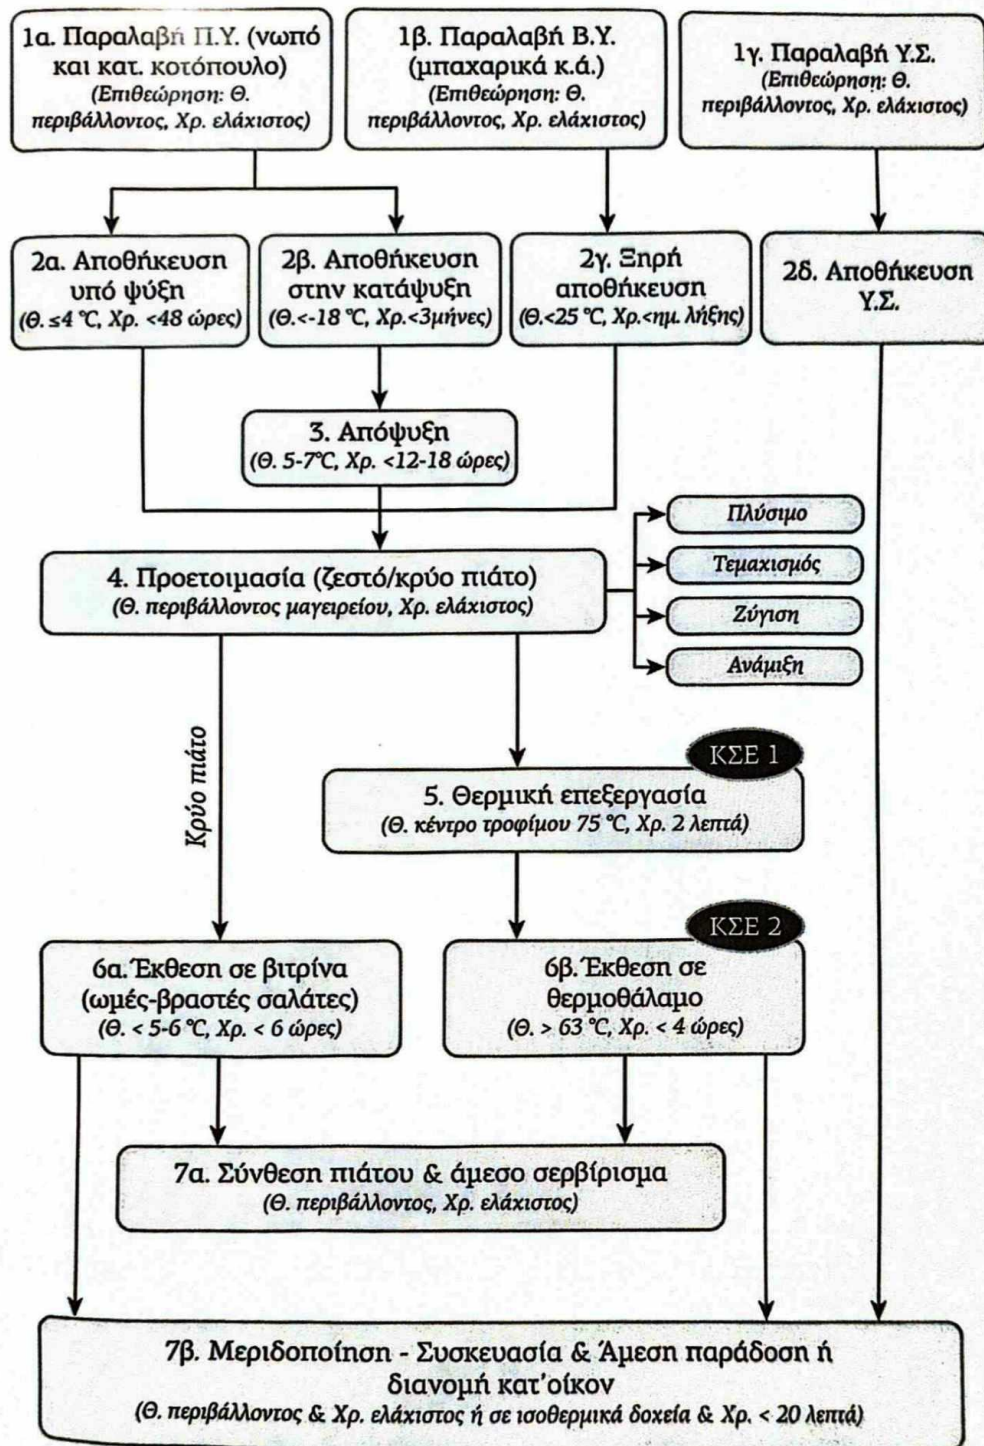 1α. Παραλαβή Π.Υ. (νωπό
και κατ. κοτόπουλο)
(Επιθεώρηση: Θ.
περιβάλλοντος, Χρ. ελάχιστος)
1β. Παραλαβή Β.Υ.
(μπαχαρικά κ.ά.)
(Επιθεώρηση: Θ.
περιβάλλοντος, Χρ. ελάχιστος)
1γ. Παραλαβή Υ.Σ.
(Επιθεώρηση: Θ.
περιβάλλοντος, Χρ. ελάχιστος)
2α. Αποθήκευση
υπό ψύξη
(Θ. ≤4 °C, Χρ. <48 ώρες)
2β. Αποθήκευση
στην κατάψυξη
(Θ.<-18 °C, Χρ.<3μήνες)
2γ. Ξηρή
αποθήκευση
(Θ.<25 °C, Χρ.<ημ. λήξης)
2δ. Αποθήκευση
Υ.Σ.
3. Απόψυξη
(Θ. 5-7°C, Χρ. <12-18 ώρες)
4. Προετοιμασία (ζεστό/κρύο πιάτο)
(Θ. περιβάλλοντος μαγειρείου, Χρ. ελάχιστος)
Πλύσιμο
Τεμαχισμός
Ζύγιση
Ανάμιξη
Κρύο πιάτο
ΚΣΕ 1
5. Θερμική επεξεργασία
(Θ. κέντρο τροφίμου 75 °C, Χρ. 2 λεπτά)
6α. Έκθεση σε βιτρίνα
(ωμές-βραστές σαλάτες)
(Θ. < 5-6 °C, Χρ. < 6 ώρες)
ΚΣΕ 2
6β. Έκθεση σε
θερμοθάλαμο
(Θ. > 63 °C, Χρ. < 4 ώρες)
7α. Σύνθεση πιάτου & άμεσο σερβίρισμα
(Θ. περιβάλλοντος, Χρ. ελάχιστος)
7β. Μεριδοποίηση - Συσκευασία & Άμεση παράδοση ή
διανομή κατ'οίκον
(Θ. περιβάλλοντος & Χρ. ελάχιστος ή σε ισοθερμικά δοχεία & Χρ. < 20 λεπτά)